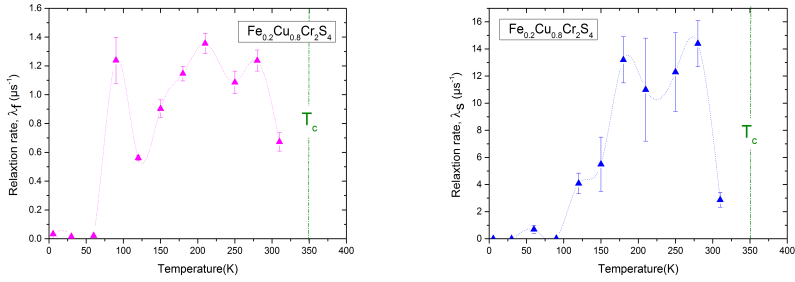 Fe0.2Cu0.8Cr2S4
Relaxtion rate, λf (μs-1)
1.6
1.4
1.2
1.0
0.8
0.6
0.4
0.2
0.0
Tc
0 50 100 150 200 250 300 350 400
Temperature(K)
Fe0.2Cu0.8Cr2S4
Relaxtion rate, λS (μs-1)
16
14
12
10
8
6
4
2
0
Tc
0 50 100 150 200 250 300 350 400
Temperature(K)